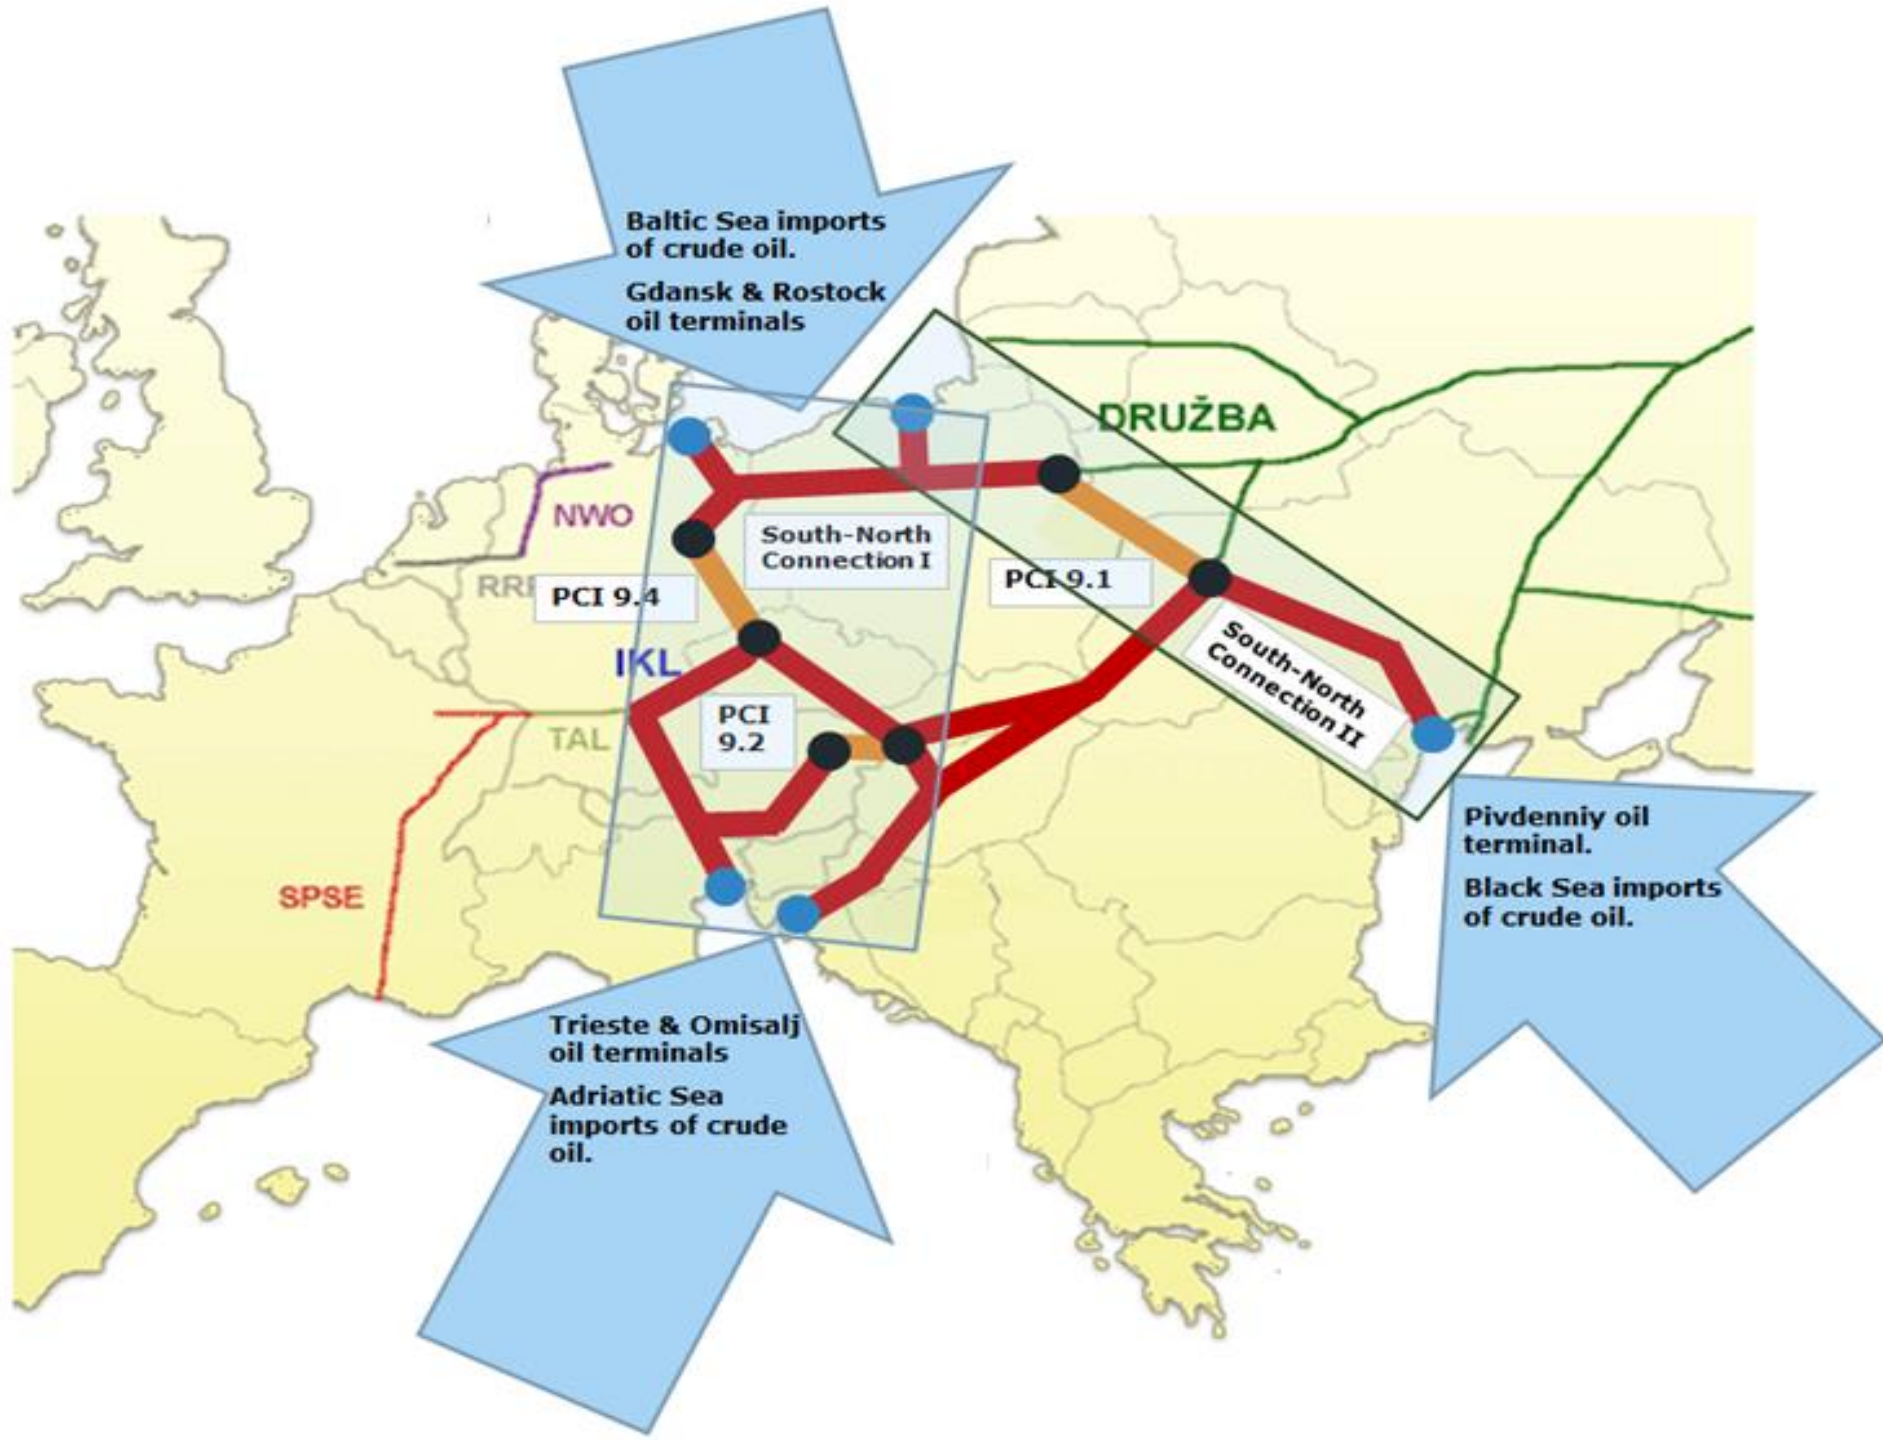 Baltic Sea imports
of crude oil.
Gdansk & Rostock
oil terminals
DRUŽBA
NWO
South-North
Connection I
RRF
PCI 9.4
PCI 9.1
IKL
South-North
Connection II
PCI
9.2
TAL
SPSE
Pivdenniy oil
terminal.
Black Sea imports
of crude oil.
Trieste & Omisalj
oil terminals
Adriatic Sea
imports of crude
oil.